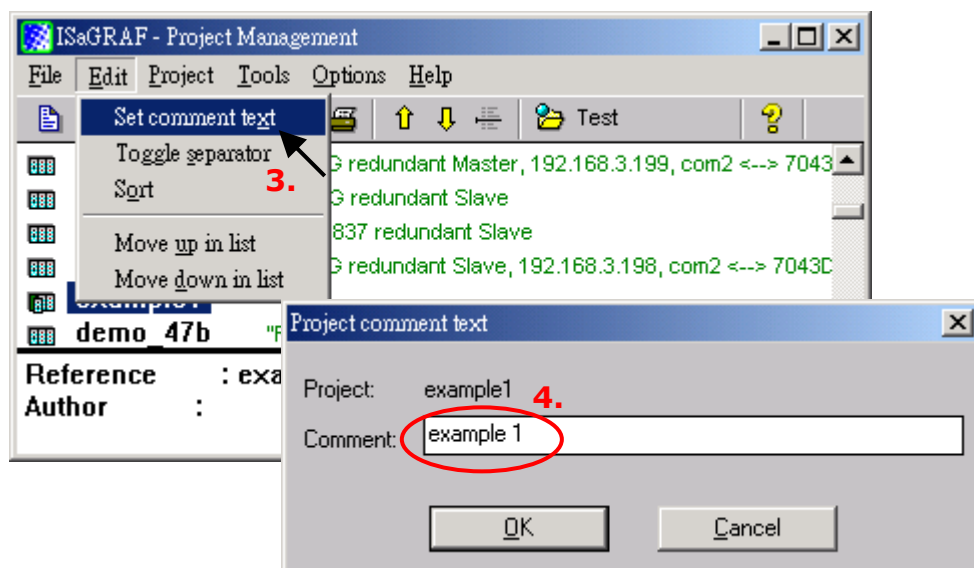 ISaGRAF - Project Management
File Edit Project Tools Options Help
Set comment text
Test
Toggle separator
3.
Sort
Move up in list
Move down in list
G redundant Master, 192.168.3.199, com2 <--> 7043
G redundant Slave
837 redundant Slave
G redundant Slave, 192.168.3.198, com2 <--> 7043D
demo_47b
Reference : exa
Author :
Project comment text
Project: example1
4.
Comment: example 1
OK Cancel